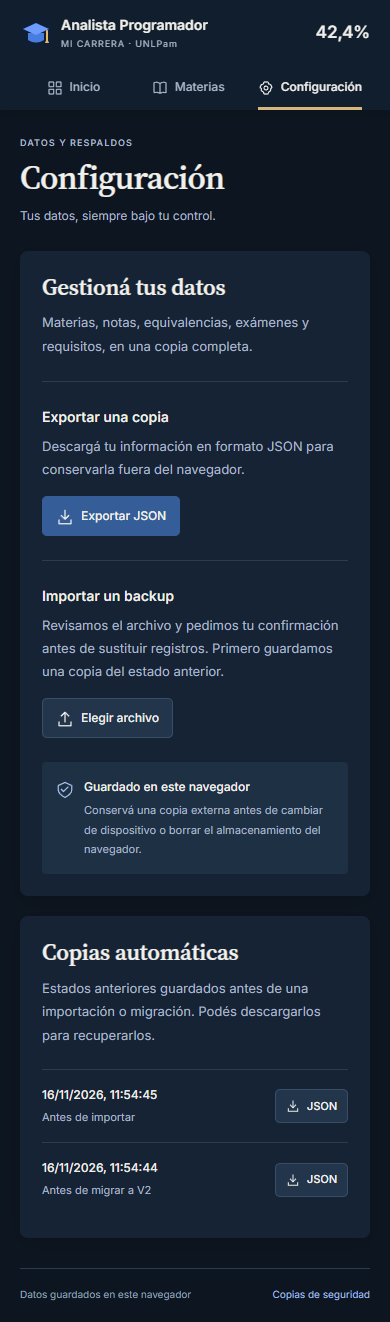 Analista Programador
MI CARRERA · UNLPam
42,4%
Inicio
Materias
Configuración
DATOS Y RESPALDOS
Configuración
Tus datos, siempre bajo tu control.
Gestioná tus datos
Materias, notas, equivalencias, exámenes y
requisitos, en una copia completa.
Exportar una copia
Descargá tu información en formato JSON para
conservarla fuera del navegador.
Exportar JSON
Importar un backup
Revisamos el archivo y pedimos tu confirmación
antes de sustituir registros. Primero guardamos
una copia del estado anterior.
Elegir archivo
Guardado en este navegador
Conservá una copia externa antes de cambiar
de dispositivo o borrar el almacenamiento del
navegador.
Copias automáticas
Estados anteriores guardados antes de una
importación o migración. Podés descargarlos
para recuperarlos.
16/11/2026, 11:54:45
Antes de importar
JSON
16/11/2026, 11:54:44
Antes de migrar a V2
JSON
Datos guardados en este navegador
Copias de seguridad